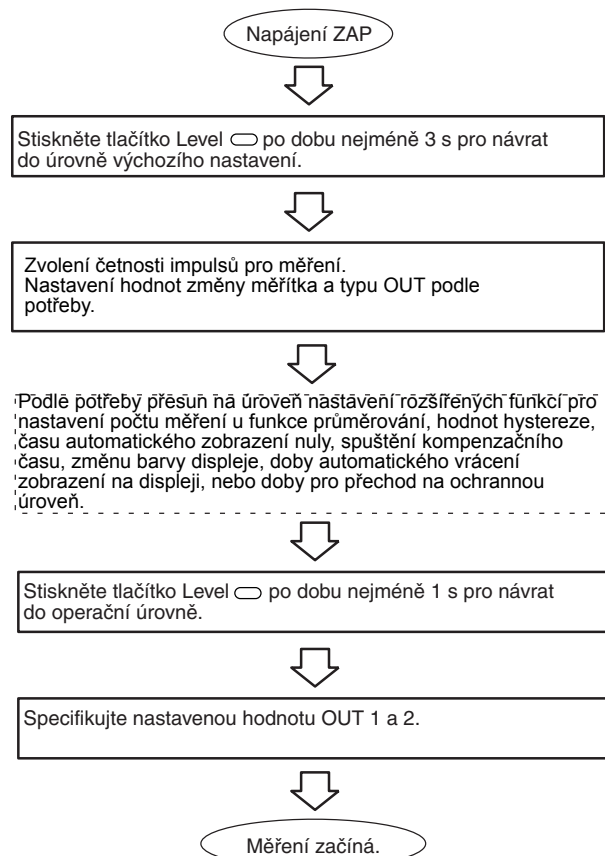 Napájení ZAP
Stiskněte tlačítko Level po dobu nejméně 3 s pro návrat
do úrovně výchozího nastavení.
Zvolení četnosti impulsů pro měření.
Nastavení hodnot změny měřítka a typu OUT podle
potřeby.
Podle potřeby přesun na úroveň nastavení rozšířených funkcí pro
nastavení počtu měření u funkce průměrování, hodnot hystereze,
času automatického zobrazení nuly, spuštění kompenzačního
času, změnu barvy displeje, doby automatického vrácení
zobrazení na displeji, nebo doby pro přechod na ochrannou
úroveň.
Stiskněte tlačítko Level po dobu nejméně 1 s pro návrat
do operační úrovně.
Specifikujte nastavenou hodnotu OUT 1 a 2.
Měření začíná.